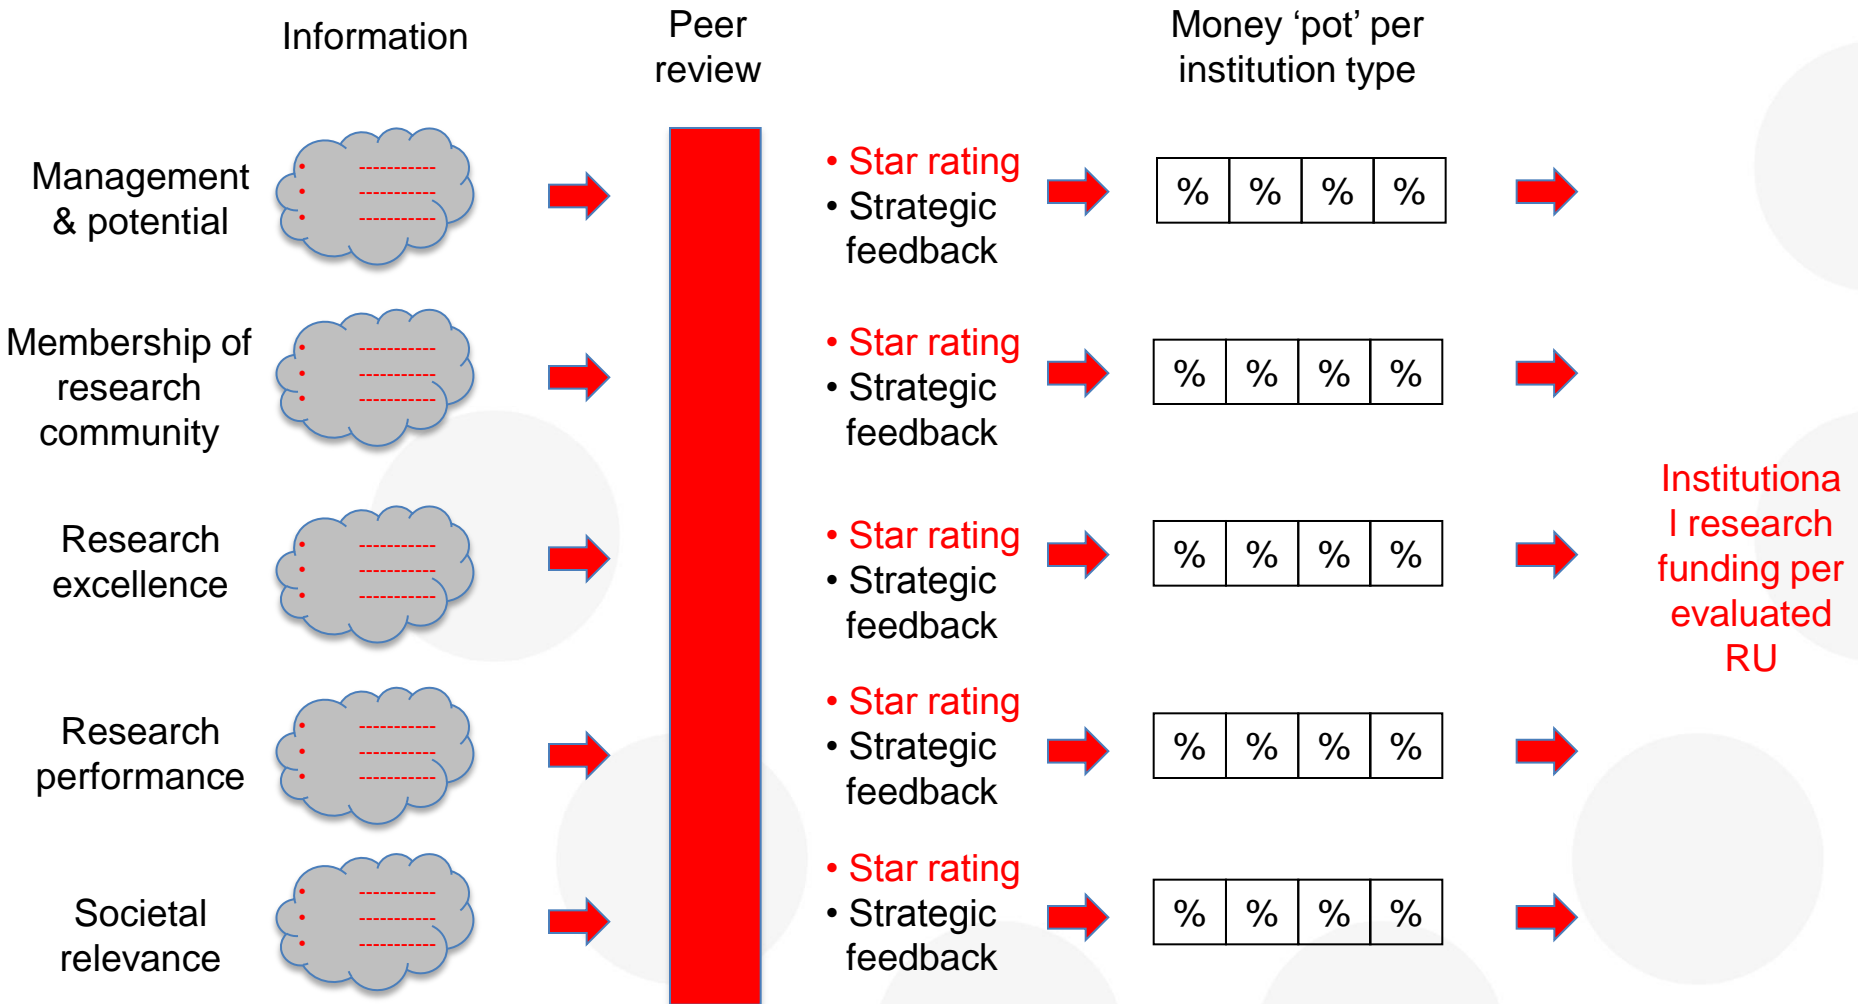 Information
Peer
review
Money ‘pot’ per
institution type
Management
& potential
• ------------
• ------------
• ------------
• Star rating
• Strategic
feedback
% % % %
Membership of
research
community
• ------------
• ------------
• ------------
• Star rating
• Strategic
feedback
% % % %
Research
excellence
• ------------
• ------------
• ------------
• Star rating
• Strategic
feedback
% % % %
Institutiona
l research
funding per
evaluated
RU
Research
performance
• ------------
• ------------
• ------------
• Star rating
• Strategic
feedback
% % % %
Societal
relevance
• ------------
• ------------
• ------------
• Star rating
• Strategic
feedback
% % % %